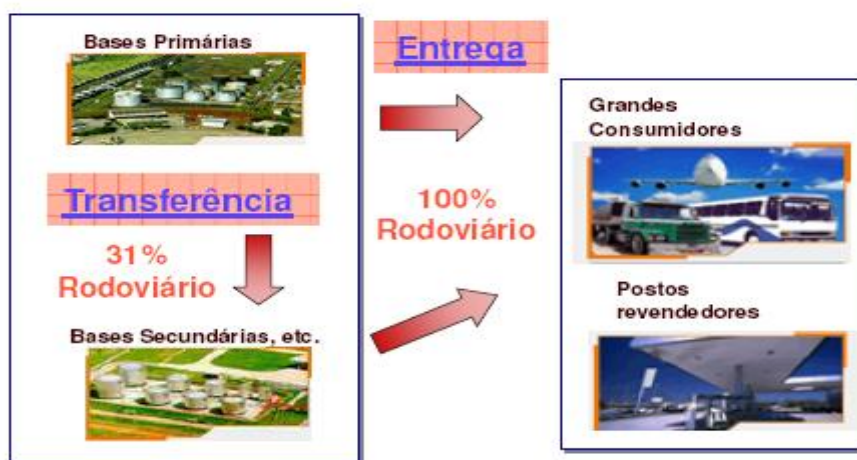 Bases Primárias
Transferência
31%
Rodoviário
Bases Secundárias, etc.
Entrega
100%
Rodoviário
Grandes
Consumidores
Postos
revendedores